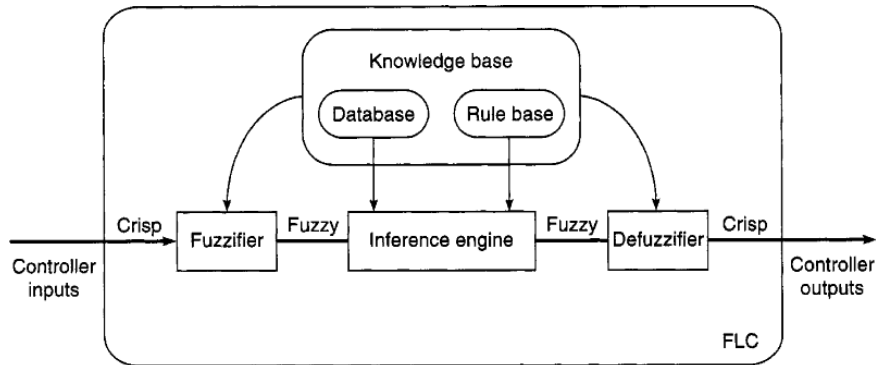 Knowledge base
Database
Rule base
Crisp
Fuzzifier
Fuzzy
Inference engine
Fuzzy
Defuzzifier
Crisp
Controller
inputs
Controller
outputs
FLC